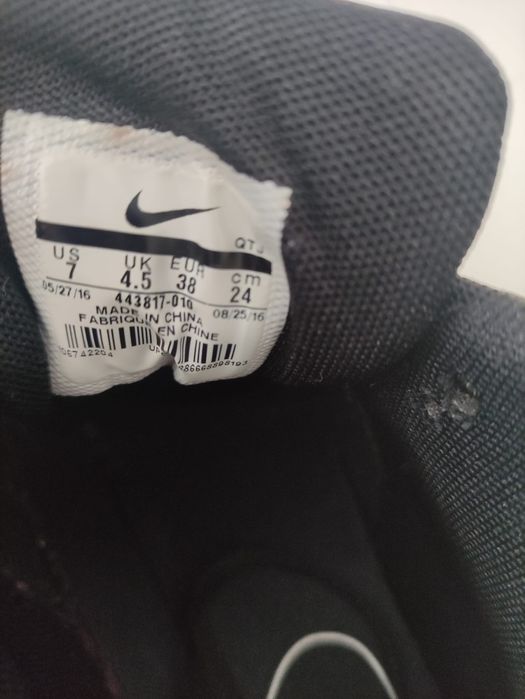 QTJ
US UK EUR cm
7 4.5 38 24
05/27/16 443817-010 08/25/16
MADE IN CHINA
FABRIQUE EN CHINE